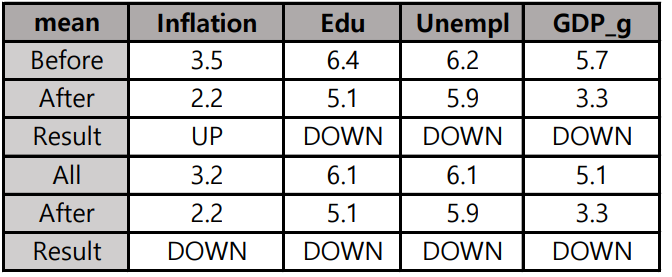 mean Inflation Edu Unempl GDP_g
Before 3.5 6.4 6.2 5.7
After 2.2 5.1 5.9 3.3
Result UP DOWN DOWN DOWN
All 3.2 6.1 6.1 5.1
After 2.2 5.1 5.9 3.3
Result DOWN DOWN DOWN DOWN